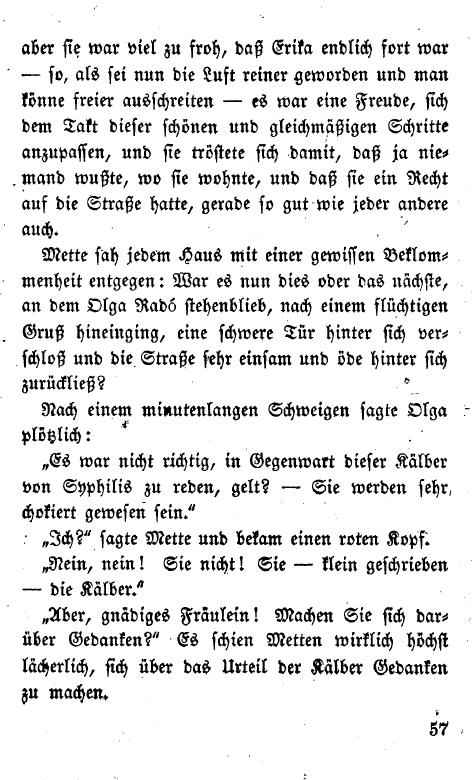 aber sie war viel zu froh, daß Erika endlich fort war
— so, als sei nun die Luft reiner geworden und man
könne freier ausschreiten — es war eine Freude, sich
dem Takt dieser schönen und gleichmäßigen Schritte
anzupassen, und sie tröstete sich damit, daß ja nie-
mand wußte, wo sie wohnte, und daß sie ein Recht
auf die Straße hatte, gerade so gut wie jeder andere
auch.
Mette sah jedem Haus mit einer gewissen Beklom-
menheit entgegen: War es nun dies oder das nächste,
an dem Olga Radó stehenblieb, nach einem flüchtigen
Gruß hineinging, eine schwere Tür hinter sich ver-
schloß und die Straße sehr einsam und öde hinter sich
zurückließ?
Nach einem minutenlangen Schweigen sagte Olga
plötzlich:
„Es war nicht richtig, in Gegenwart dieser Kälber
von Syphilis zu reden, gelt? — Sie werden sehr
chokiert gewesen sein."
„Ich?" sagte Mette und bekam einen roten Kopf.
„Nein, nein! Sie nicht! Sie — klein geschrieben
— die Kälber."
„Aber, gnädiges Fräulein! Machen Sie sich dar-
über Gedanken?" Es schien Metten wirklich höchst
lächerlich, sich über das Urteil der Kälber Gedanken
zu machen.
57